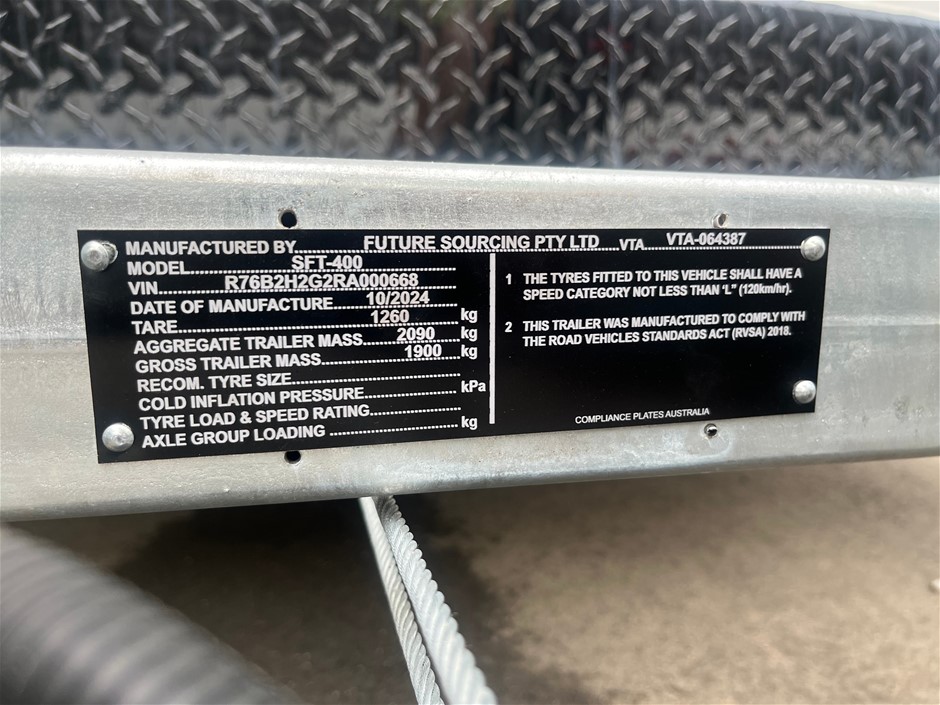 MANUFACTURED BY FUTURE SOURCING PTY LTD VTA VTA-064387
MODEL SFT-400
VIN R76B2H2G2RA000668
DATE OF MANUFACTURE 10/2024
TARE 1260 kg
AGGREGATE TRAILER MASS 2090 kg
GROSS TRAILER MASS 1900 kg
RECOM. TYRE SIZE
COLD INFLATION PRESSURE kPa
TYRE LOAD & SPEED RATING
AXLE GROUP LOADING kg
1 THE TYRES FITTED TO THIS VEHICLE SHALL HAVE A
SPEED CATEGORY NOT LESS THAN 'L" (120km/hr).
2 THIS TRAILER WAS MANUFACTURED TO COMPLY WITH
THE ROAD VEHICLES STANDARDS ACT (RVSA) 2018.
COMPLIANCE PLATES AUSTRALIA